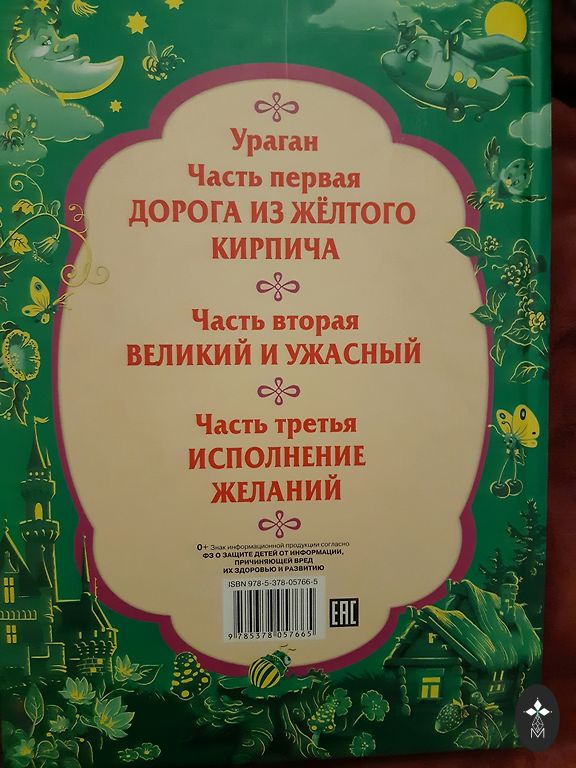 Ураган
Часть первая
ДОРОГА ИЗ ЖЁЛТОГО
КИРПИЧА
Часть вторая
ВЕЛИКИЙ И УЖАСНЫЙ
Часть третья
ИСПОЛНЕНИЕ
ЖЕЛАНИЙ
0+ Знак информационной продукции согласно
ФЗ О ЗАЩИТЕ ДЕТЕЙ ОТ ИНФОРМАЦИИ,
ПРИЧИНЯЮЩЕЙ ВРЕД
ИХ ЗДОРОВЬЮ И РАЗВИТИЮ
ISBN 978-5-378-05766-5
EAC
9 785378 057665
М